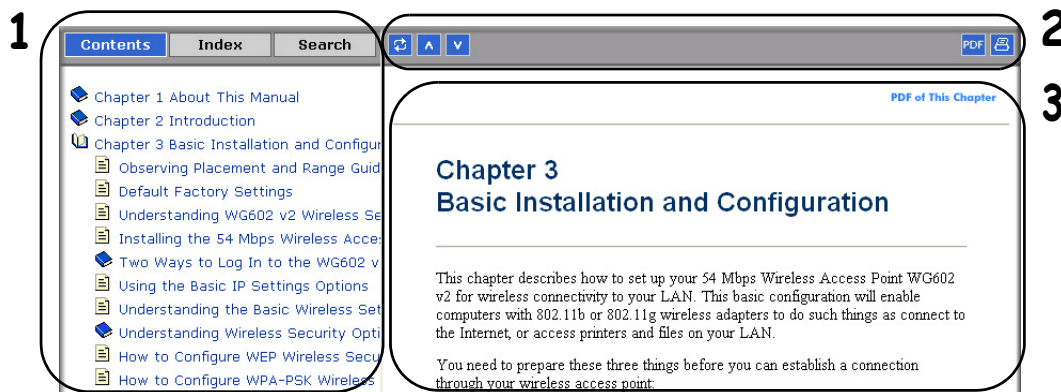 1
Contents Index Search
PDF
2
Chapter 1 About This Manual
Chapter 2 Introduction
Chapter 3 Basic Installation and Configur
Observing Placement and Range Guid
Default Factory Settings
Understanding WG602 v2 Wireless Se
Installing the 54 Mbps Wireless Acce
Two Ways to Log In to the WG602 v
Using the Basic IP Settings Options
Understanding the Basic Wireless Set
Understanding Wireless Security Opti
How to Configure WEP Wireless Secu
How to Configure WPA-PSK Wireless
3
PDF of This Chapter
Chapter 3
Basic Installation and Configuration
This chapter describes how to set up your 54 Mbps Wireless Access Point WG602
v2 for wireless connectivity to your LAN. This basic configuration will enable
computers with 802.11b or 802.11g wireless adapters to do such things as connect to
the Internet, or access printers and files on your LAN.
You need to prepare these three things before you can establish a connection
through your wireless access point: